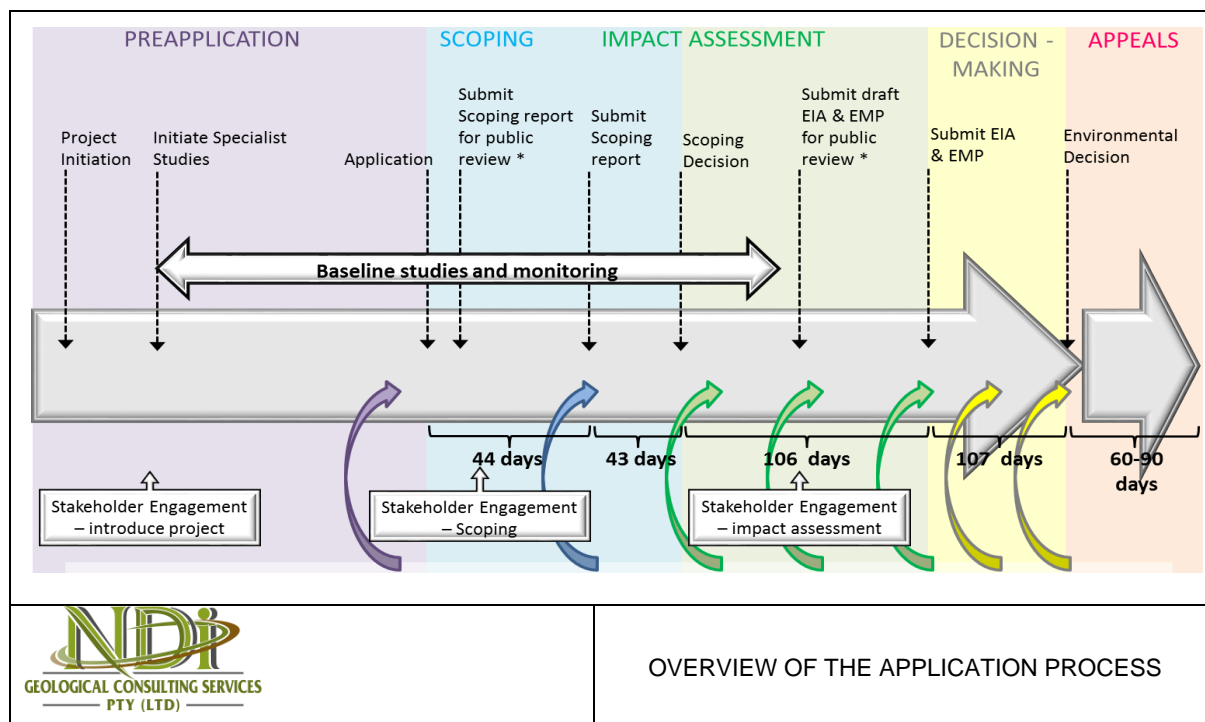 PREAPPLICATION
SCOPING
IMPACT ASSESSMENT
DECISION -
MAKING
APPEALS
Project
Initiation
Initiate Specialist
Studies
Application
Submit
Scoping report
for public
review *
Submit
Scoping
report
Scoping
Decision
Submit draft
EIA & EMP
for public
review *
Submit EIA
& EMP
Environmental
Decision
Baseline studies and monitoring
44 days
43 days
106 days
107 days
60-90
days
Stakeholder Engagement
– introduce project
Stakeholder Engagement
– Scoping
Stakeholder Engagement
– impact assessment
NDi
GEOLOGICAL CONSULTING SERVICES
PTY (LTD)
OVERVIEW OF THE APPLICATION PROCESS